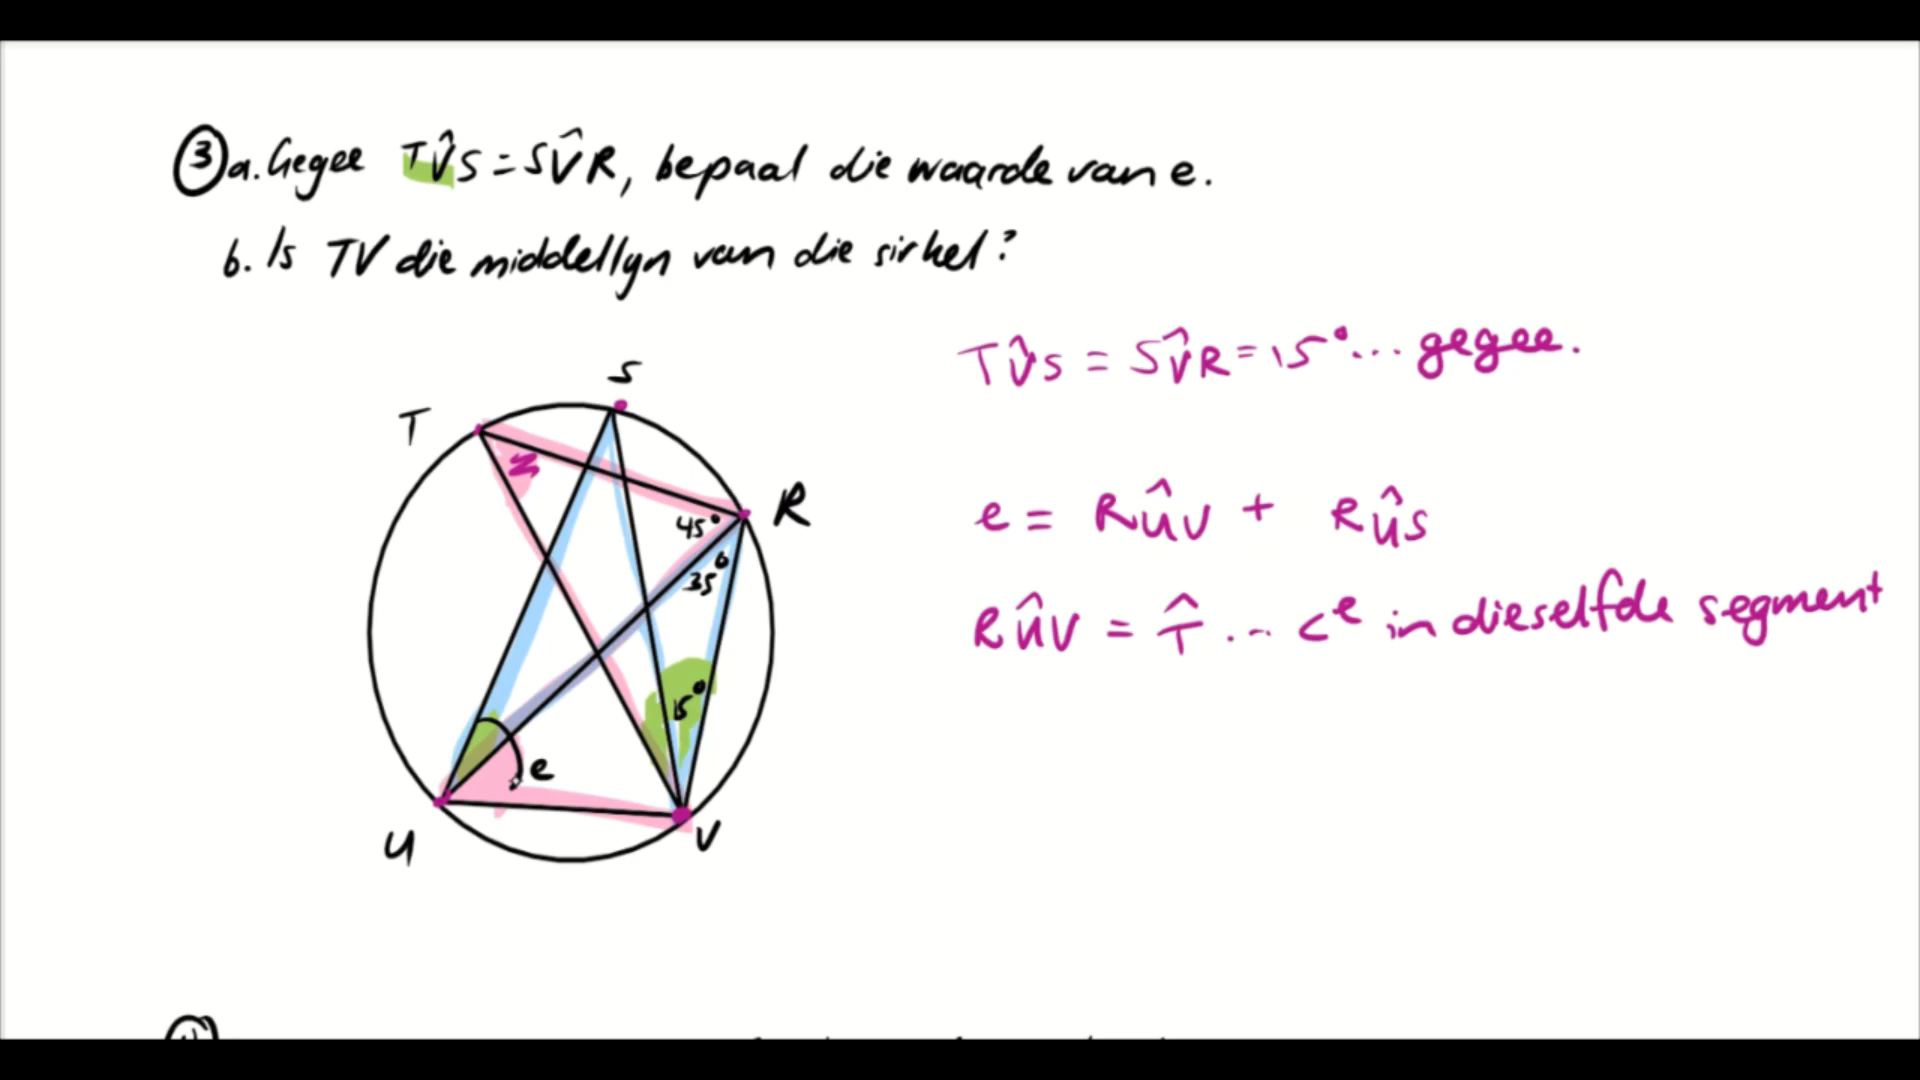 ③ a. Gegee TV̂S = SV̂R, bepaal die waarde van e.
b. Is TV die middellyn van die sirkel?
TV̂S = SV̂R = 15° ... gegee.
S
T
R
45°
35°
e = RÛV + RÛS
RÛV = T̂ ... <ᵉ in dieselfde segment
15°
e
U
V